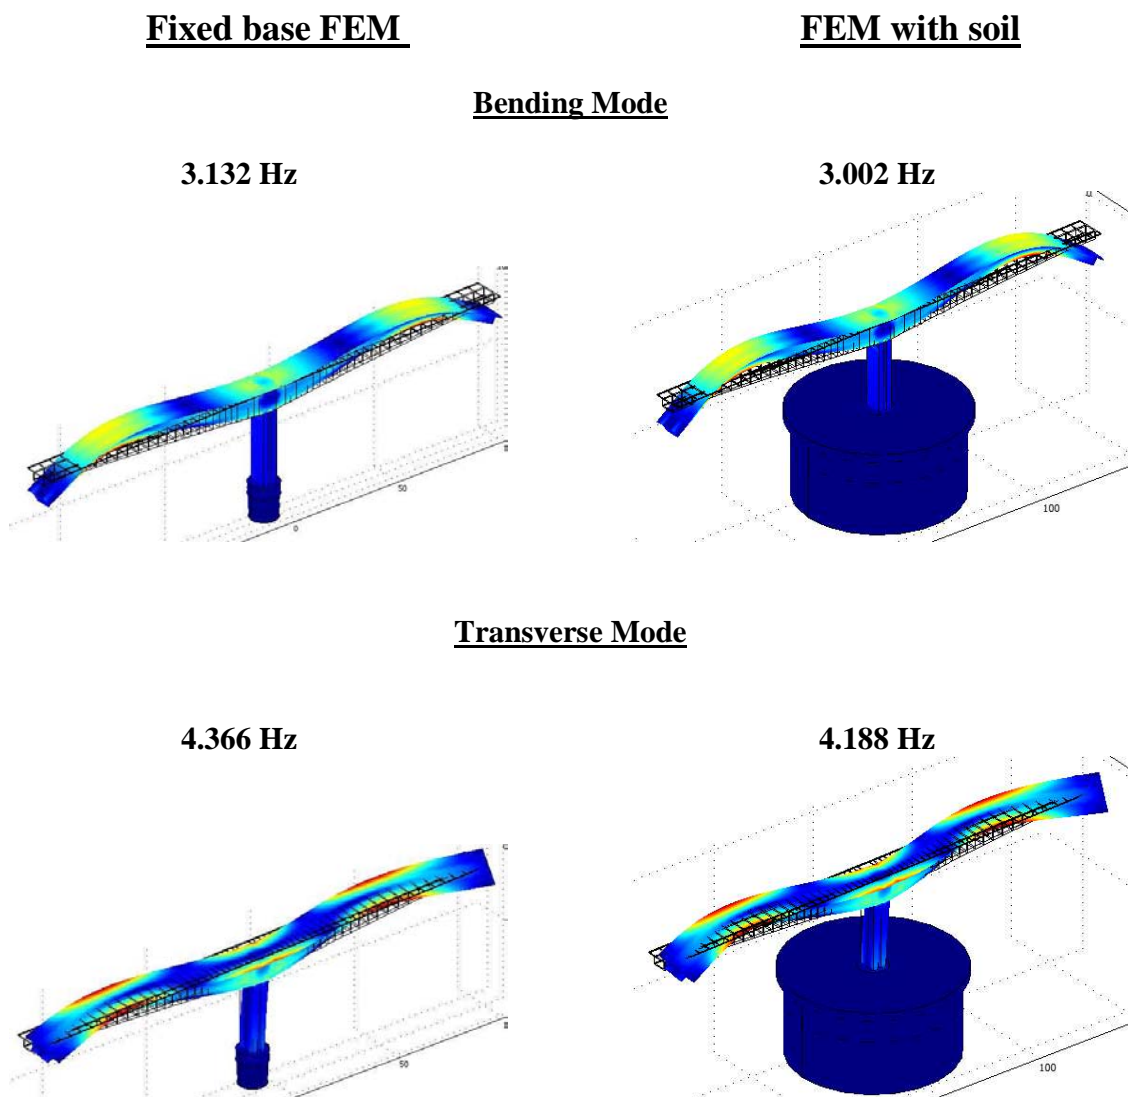 Fixed base FEM
FEM with soil
Bending Mode
3.132 Hz
3.002 Hz
50
0
100
Transverse Mode
4.366 Hz
4.188 Hz
50
100